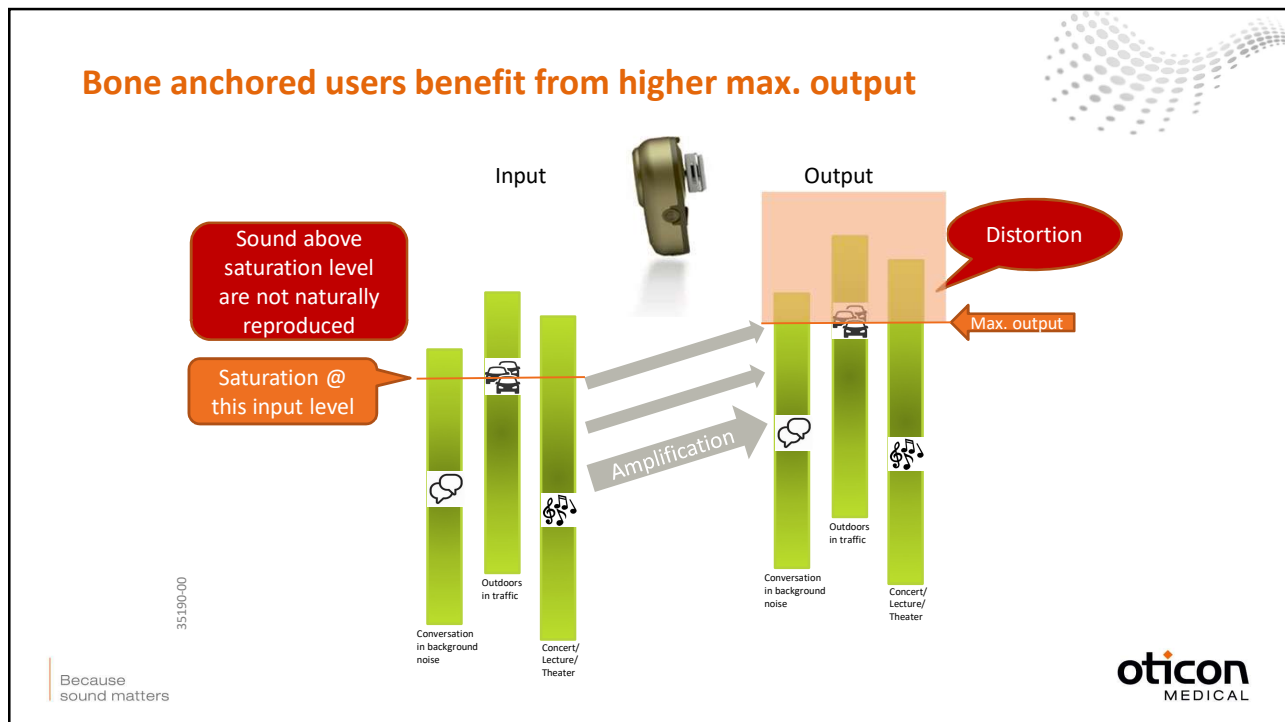 Bone anchored users benefit from higher max. output
Input
Output
Sound above
saturation level
are not naturally
reproduced
Distortion
Max. output
Saturation @
this input level
Amplification
Conversation
in background
noise
Outdoors
in traffic
Concert/
Lecture/
Theater
Conversation
in background
noise
Outdoors
in traffic
Concert/
Lecture/
Theater
35190-00
Because
sound matters
oticon
MEDICAL